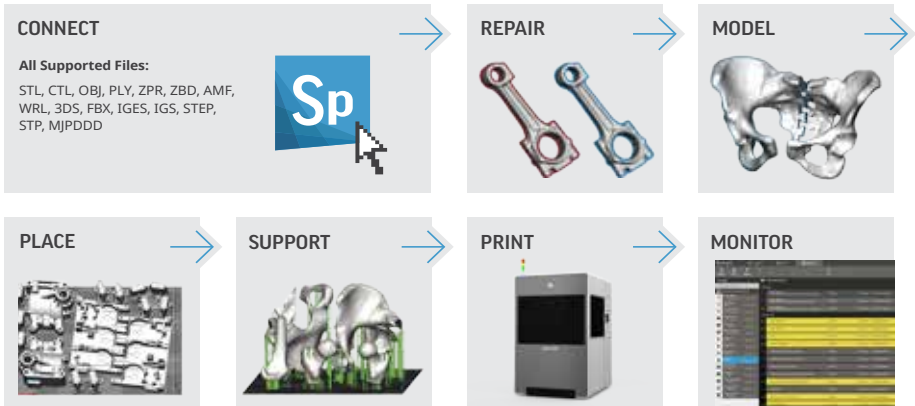 CONNECT
All Supported Files:
STL, CTL, OBJ, PLY, ZPR, ZBD, AMF,
WRL, 3DS, FBX, IGES, IGS, STEP,
STP, MJPDDD
Sp
REPAIR
MODEL
PLACE
SUPPORT
PRINT
MONITOR